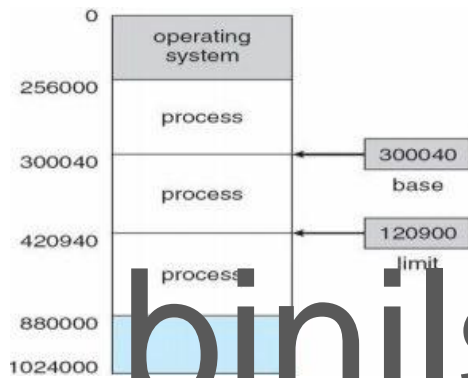 0
operating
system
256000
process
300040
300040
base
process
420940
120900
limit
process
880000
1024000
binils